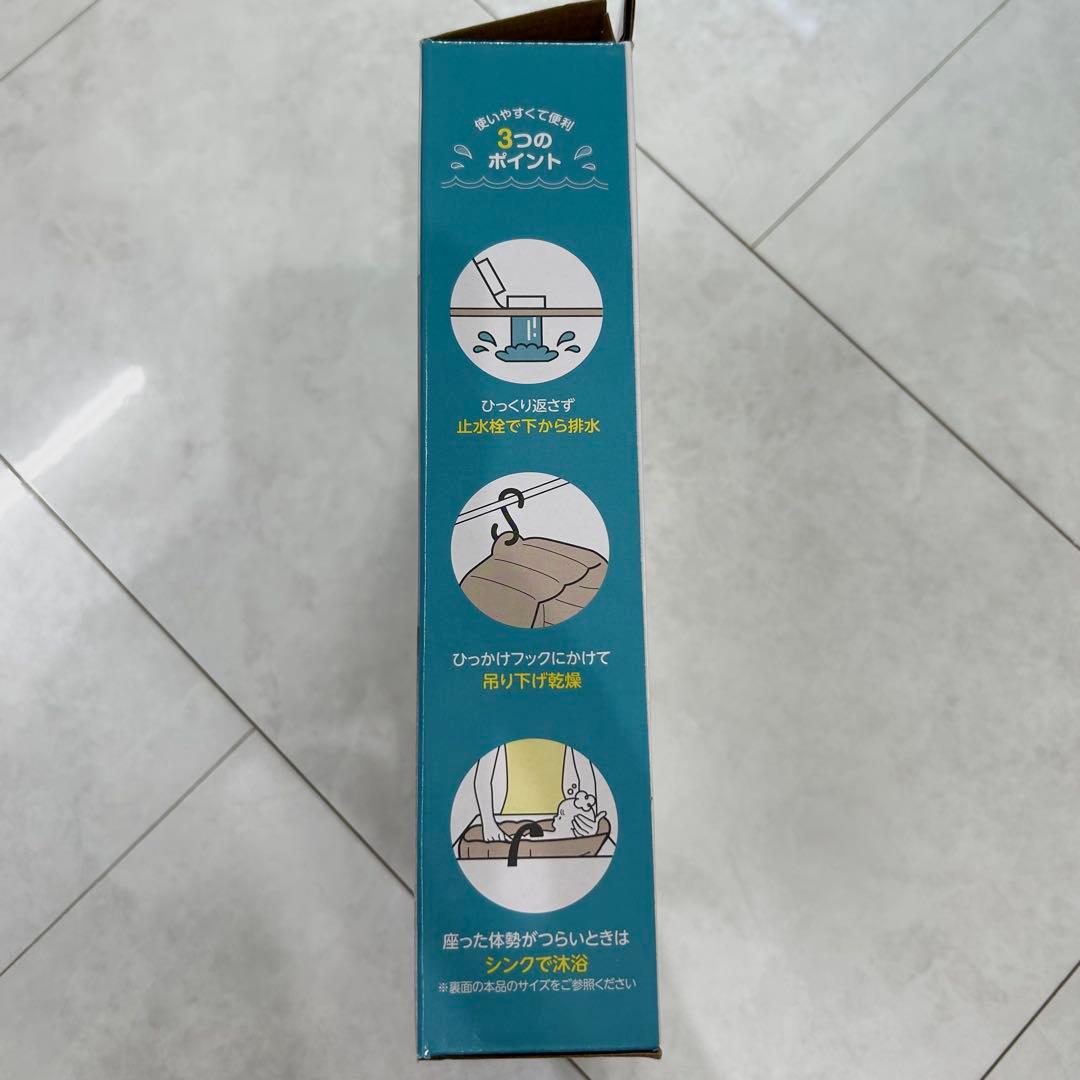 使いやすくて便利
3つの
ポイント
ひっくり返さず
止水栓で下から排水
ひっかけフックにかけて
吊り下げ乾燥
座った体勢がつらいときは
シンクで沐浴
※裏面の本品のサイズをご参照ください